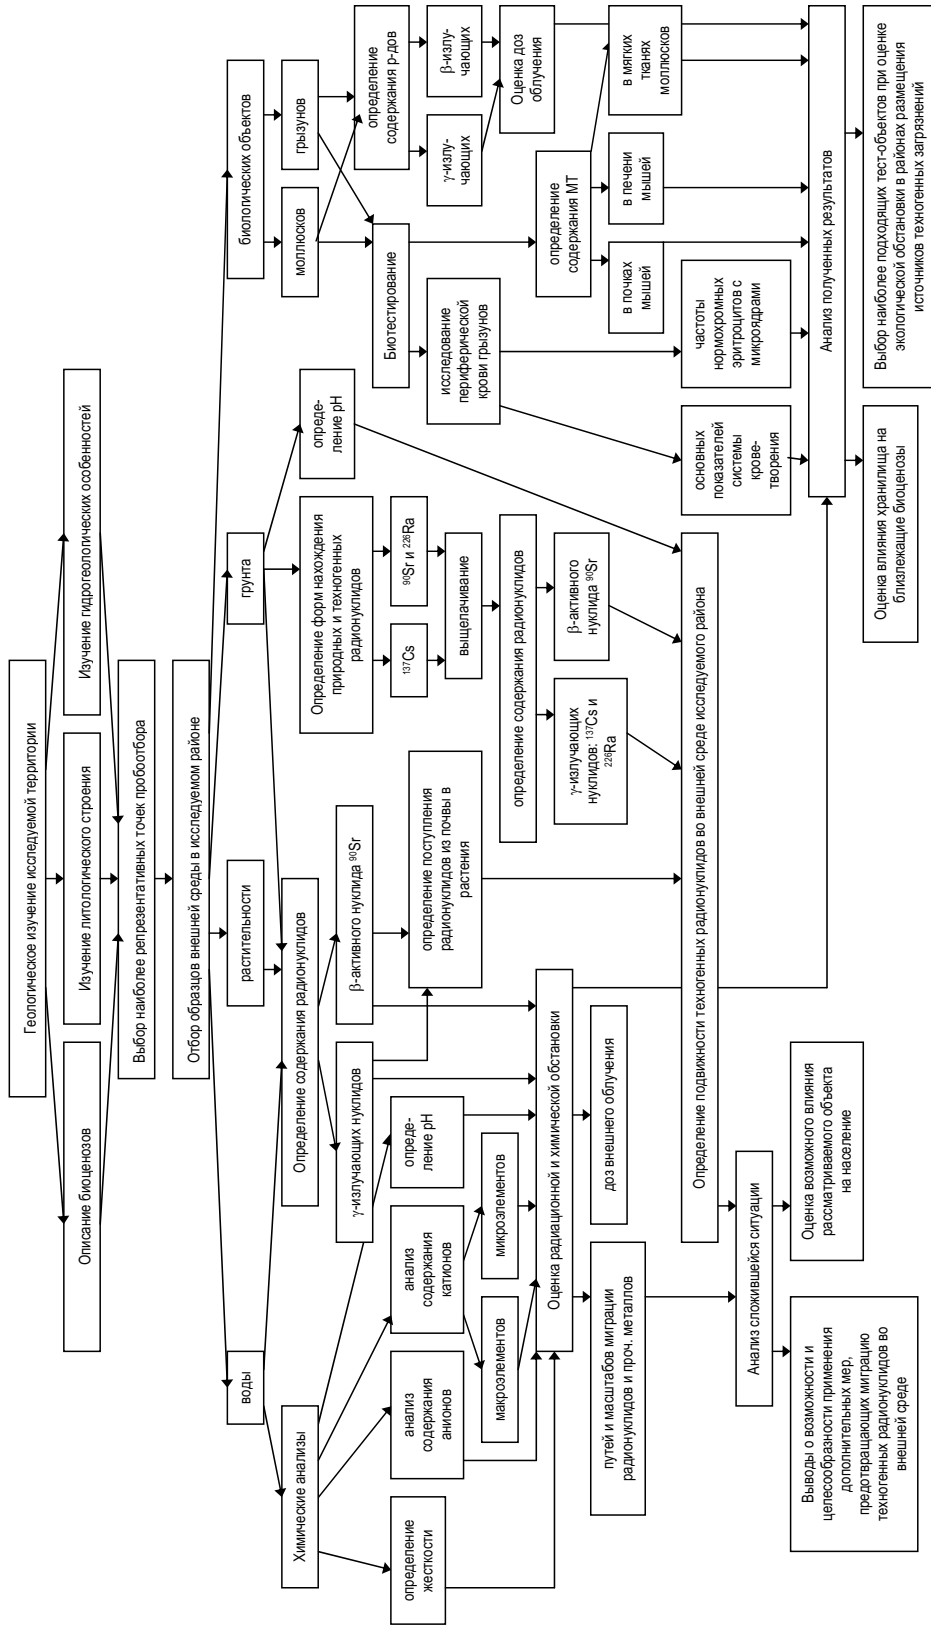 Геологическое изучение исследуемой территории
Описание биоценозов
Изучение литологического строения
Изучение гидрогеологических особенностей
Выбор наиболее репрезентативных точек пробоотбора
Отбор образцов внешней среды в исследуемом районе
воды
растительности
грунта
биологических объектов
Химические анализы
Определение содержания радионуклидов
Определение форм нахождения
природных и техногенных
радионуклидов
опреде-
ление pH
моллюсков
грызунов
определение
содержания р-дов
Биотестирование
определение
жесткости
анализ
содержания
анионов
анализ
содержания
катионов
опреде-
ление pH
γ-излучающих нуклидов
β-активного нуклида ⁹⁰Sr
¹³⁷Cs
⁹⁰Sr и ²²⁶Ra
выщелачивание
исследование
периферической
крови грызунов
γ-излу-
чающих
β-излу-
чающих
Оценка доз
облучения
макроэлементов
микроэлементов
определение поступления
радионуклидов из почвы в
растения
определение содержания радионуклидов
определение
содержания МТ
Оценка радиационной и химической обстановки
γ-излучающих
нуклидов: ¹³⁷Cs и
²²⁶Ra
β-активного
нуклида ⁹⁰Sr
в почках
мышей
в печени
мышей
в мягких
тканях
моллюсков
путей и масштабов миграции
радионуклидов и проч. металлов
доз внешнего облучения
основных
показателей
системы
крове-
творения
частоты
нормохромных
эритроцитов с
микроядрами
Определение подвижности техногенных радионуклидов во внешней среде исследуемого района
Анализ сложившейся ситуации
Анализ полученных результатов
Выводы о возможности и
целесообразности применения
дополнительных мер,
предотвращающих миграцию
техногенных радионуклидов во
внешней среде
Оценка возможного влияния
рассматриваемого объекта
на население
Оценка влияния хранилища на
близлежащие биоценозы
Выбор наиболее подходящих тест-объектов при оценке
экологической обстановки в районах размещения
источников техногенных загрязнений